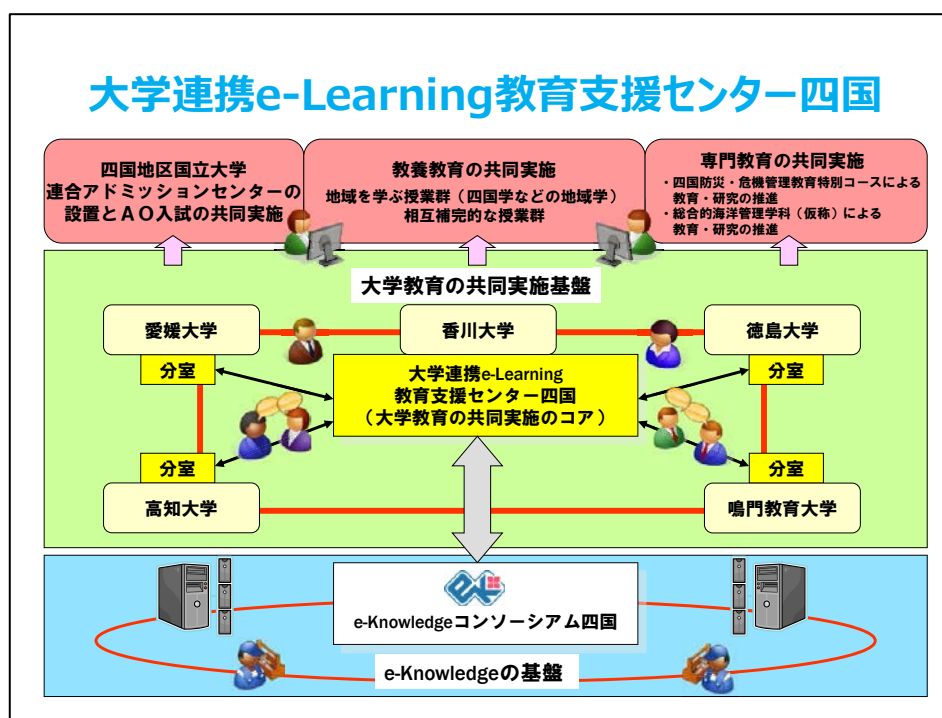 大学連携e-Learning教育支援センター四国
四国地区国立大学
連合アドミッションセンターの
設置とAO入試の共同実施
教養教育の共同実施
地域を学ぶ授業群（四国学などの地域学）
相互補完的な授業群
専門教育の共同実施
・四国防災・危機管理教育特別コースによる
教育・研究の推進
・総合的海洋管理学科（仮称）による
教育・研究の推進
大学教育の共同実施基盤
愛媛大学
香川大学
徳島大学
分室
大学連携e-Learning
教育支援センター四国
（大学教育の共同実施のコア）
分室
分室
分室
高知大学
鳴門教育大学
e-Knowledgeコンソーシアム四国
e-Knowledgeの基盤